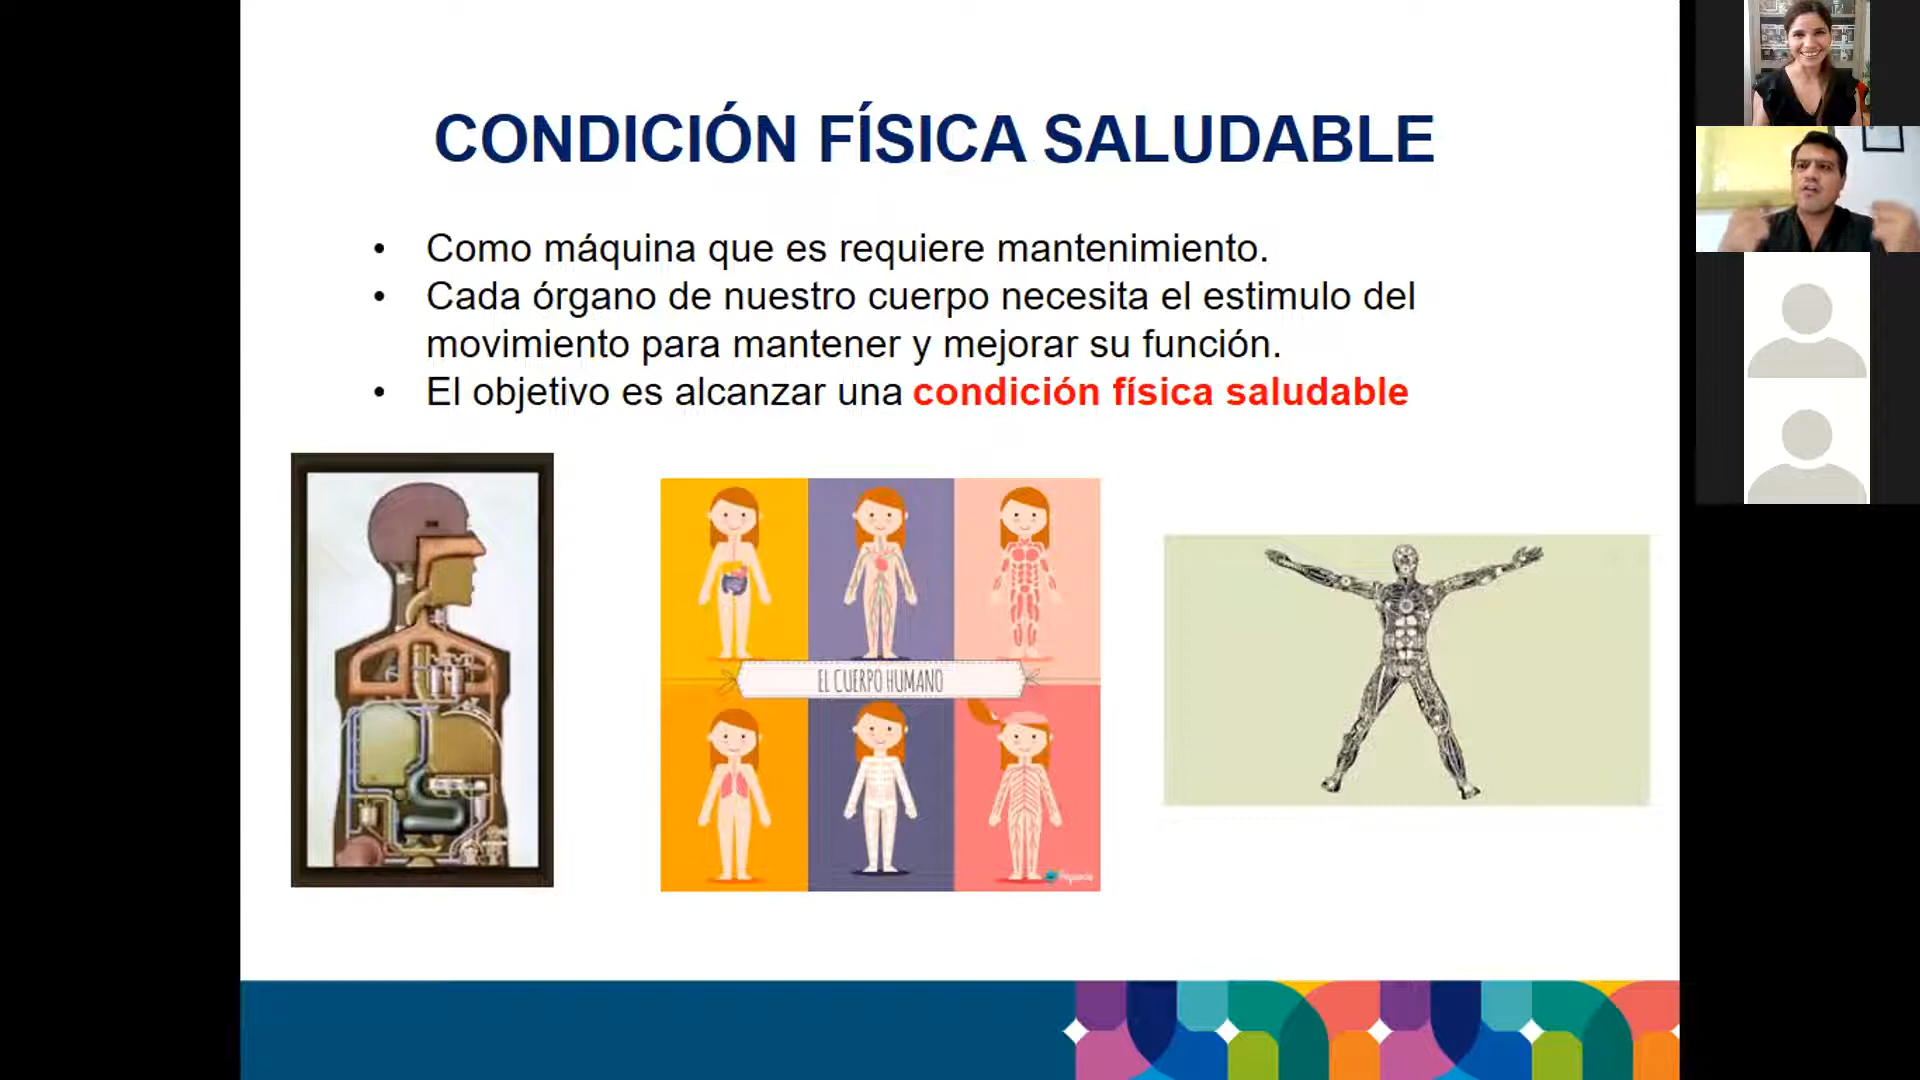 CONDICIÓN FÍSICA SALUDABLE
• Como máquina que es requiere mantenimiento.
• Cada órgano de nuestro cuerpo necesita el estimulo del
movimiento para mantener y mejorar su función.
• El objetivo es alcanzar una condición física saludable
EL CUERPO HUMANO